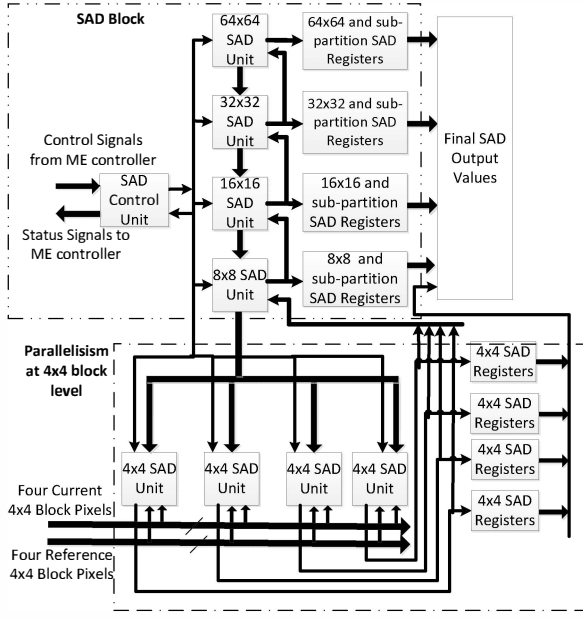 SAD Block
64x64
SAD
Unit
64x64 and sub-
partition SAD
Registers
32x32
SAD
Unit
32x32 and sub-
partition SAD
Registers
Final SAD
Output
Values
Control Signals
from ME controller
SAD
Control
Unit
Status Signals to
ME controller
16x16
SAD
Unit
16x16 and
sub-partition
SAD Registers
8x8 SAD
Unit
8x8 and
sub-partition
SAD Registers
Parallelisism
at 4x4 block
level
4x4 SAD
Registers
4x4 SAD
Registers
4x4 SAD
Registers
4x4 SAD
Registers
4x4 SAD
Unit
4x4 SAD
Unit
4x4 SAD
Unit
4x4 SAD
Unit
Four Current
4x4 Block Pixels
Four Reference
4x4 Block Pixels